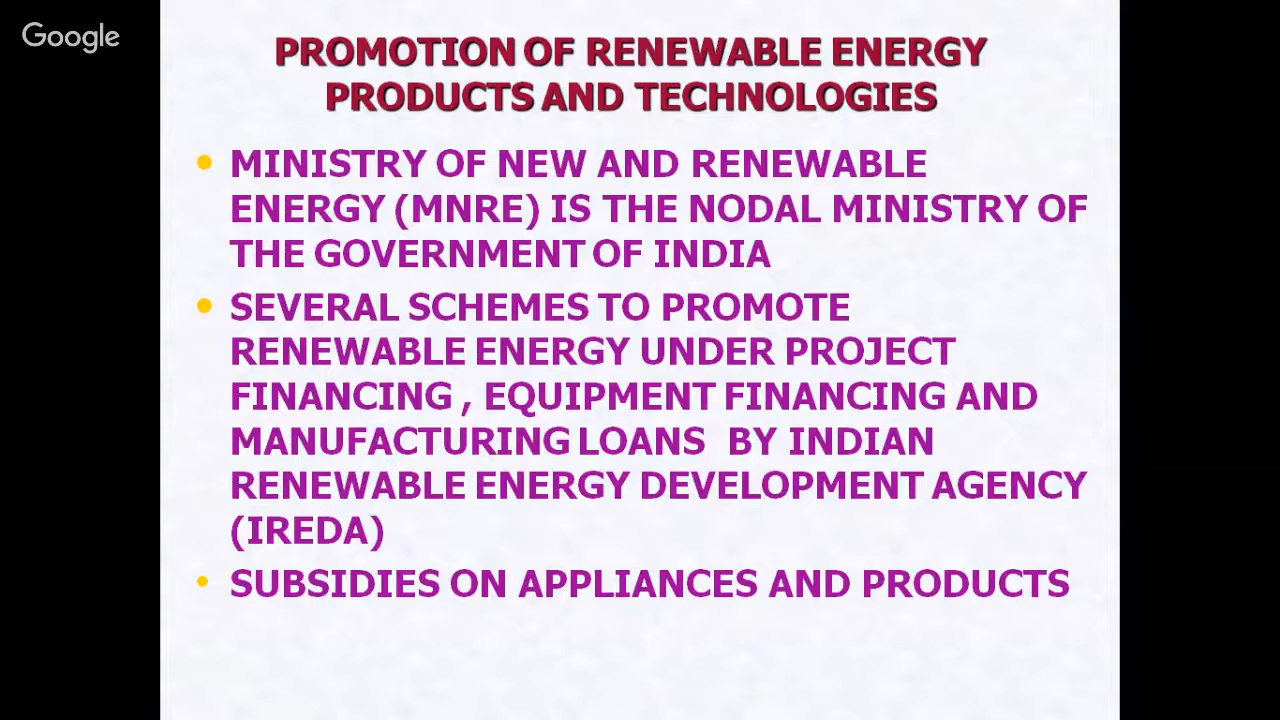 Google
PROMOTION OF RENEWABLE ENERGY
PRODUCTS AND TECHNOLOGIES
• MINISTRY OF NEW AND RENEWABLE
ENERGY (MNRE) IS THE NODAL MINISTRY OF
THE GOVERNMENT OF INDIA
• SEVERAL SCHEMES TO PROMOTE
RENEWABLE ENERGY UNDER PROJECT
FINANCING , EQUIPMENT FINANCING AND
MANUFACTURING LOANS BY INDIAN
RENEWABLE ENERGY DEVELOPMENT AGENCY
(IREDA)
• SUBSIDIES ON APPLIANCES AND PRODUCTS